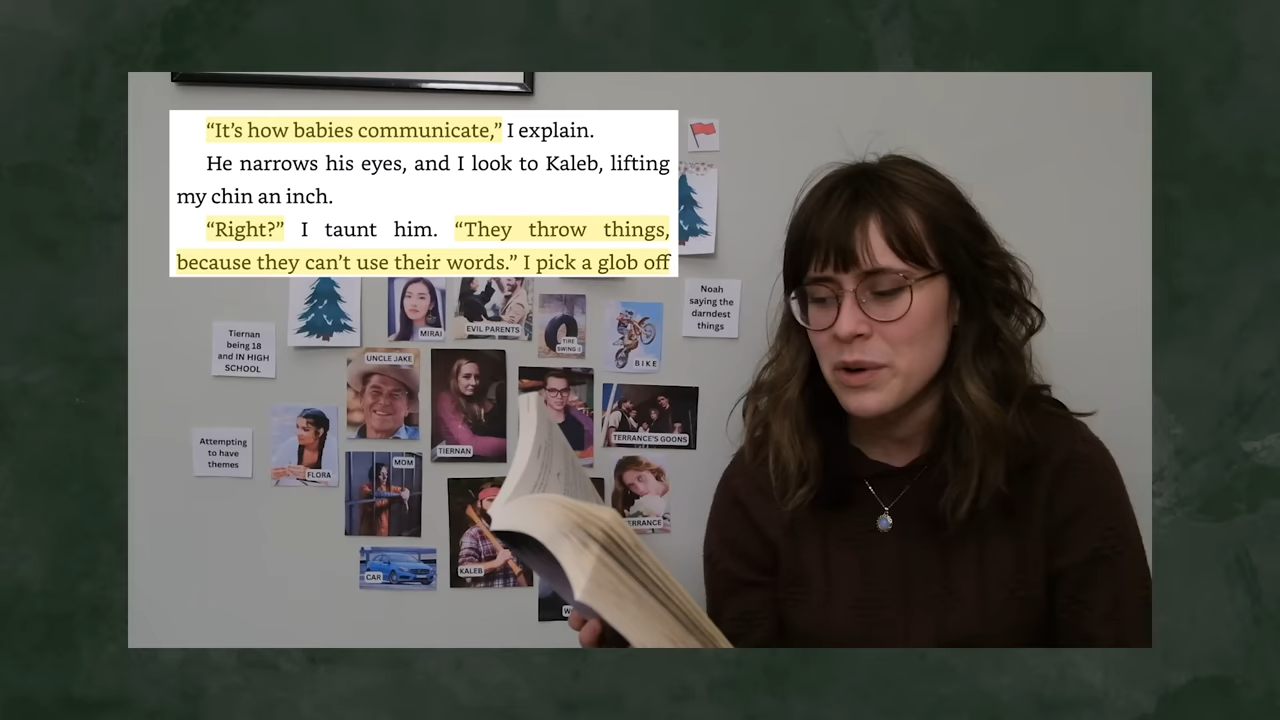 “It’s how babies communicate,” I explain.
He narrows his eyes, and I look to Kaleb, lifting
my chin an inch.
“Right?” I taunt him. “They throw things,
because they can’t use their words.” I pick a glob off
Noah
saying the
darndest
things
Tiernan
being 18
and IN HIGH
SCHOOL
MIRAI
EVIL PARENTS
TIRE
SWING :(
BIKE
UNCLE JAKE
TIERNAN
TERRANCE'S GOONS
Attempting
to have
themes
FLORA
MOM
KALEB
CAR